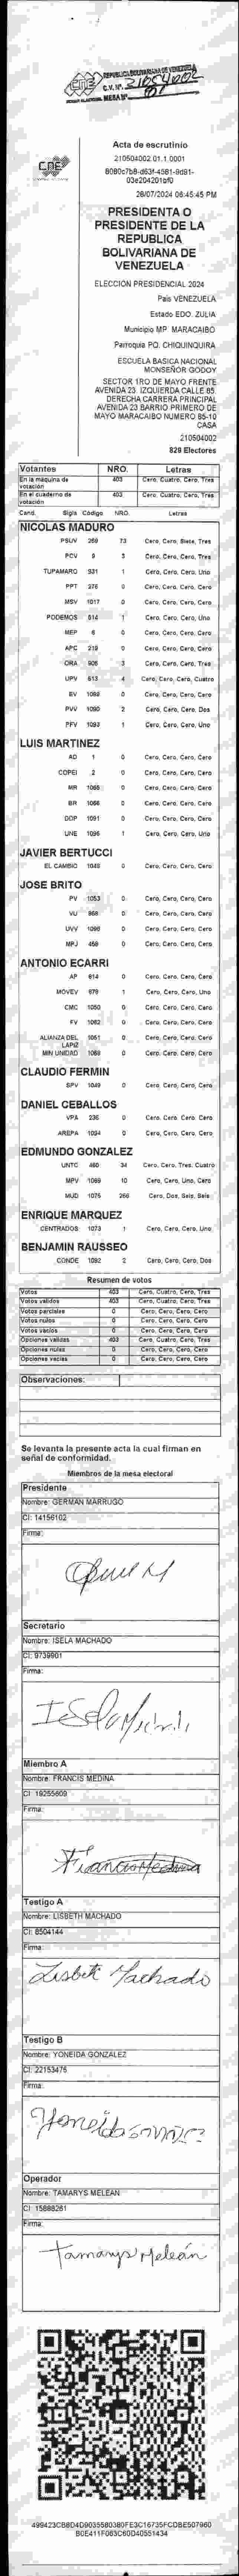 REPUBLICA BOLIVARIANA DE VENEZUELA
CNE
C.V. Nº. 210504002
MESA Nº 01
Acta de escrutinio
210504002.01.1.0001
26/07/2024 06:45:45 PM
PRESIDENTA O
PRESIDENTE DE LA
REPUBLICA
BOLIVARIANA DE
VENEZUELA
ELECCIÓN PRESIDENCIAL 2024
País VENEZUELA
Estado EDO. ZULIA
Municipio MP. MARACAIBO
Parroquia PQ. CHIQUINQUIRA
ESCUELA BASICA NACIONAL
MONSEÑOR GODOY
SECTOR 1RO DE MAYO FRENTE
AVENIDA 23 IZQUIERDA CALLE 85.
DERECHA CARRERA PRINCIPAL
AVENIDA 23 BARRIO PRIMERO DE
MAYO MARACAIBO NUMERO 85-10
CASA
210504002
829 Electores
Votantes NRO. Letras
En la máquina de votación 403 Cero, Cuatro, Cero, Tres
En el cuaderno de votación 403 Cero, Cuatro, Cero, Tres
Cand. Sigla Código NRO. Letras
NICOLAS MADURO
PSUV 269 73 Cero, Cero, Siete, Tres
PCV 9 3 Cero, Cero, Cero, Tres
TUPAMARO 931 1 Cero, Cero, Cero, Uno
PPT 276 0 Cero, Cero, Cero, Cero
MSV 1017 0 Cero, Cero, Cero, Cero
PODEMOS 514 1 Cero, Cero, Cero, Uno
MEP 6 0 Cero, Cero, Cero, Cero
APC 219 0 Cero, Cero, Cero, Cero
ORA 906 3 Cero, Cero, Cero, Tres
UPV 513 4 Cero, Cero, Cero, Cuatro
EV 1089 0 Cero, Cero, Cero, Cero
PVV 1090 2 Cero, Cero, Cero, Dos
PFV 1093 1 Cero, Cero, Cero, Uno
LUIS MARTINEZ
AD 1 0 Cero, Cero, Cero, Cero
COPEI 2 0 Cero, Cero, Cero, Cero
MR 1065 0 Cero, Cero, Cero, Cero
BR 1066 0 Cero, Cero, Cero, Cero
DDP 1091 0 Cero, Cero, Cero, Cero
UNE 1096 1 Cero, Cero, Cero, Uno
JAVIER BERTUCCI
EL CAMBIO 1048 0 Cero, Cero, Cero, Cero
JOSE BRITO
PV 1053 0 Cero, Cero, Cero, Cero
VU 868 0 Cero, Cero, Cero, Cero
UVV 1098 0 Cero, Cero, Cero, Cero
MPJ 459 0 Cero, Cero, Cero, Cero
ANTONIO ECARRI
AP 614 0 Cero, Cero, Cero, Cero
MOVEV 679 1 Cero, Cero, Cero, Uno
CMC 1050 0 Cero, Cero, Cero, Cero
FV 1062 0 Cero, Cero, Cero, Cero
ALIANZA DEL LAPIZ 1051 0 Cero, Cero, Cero, Cero
MIN UNIDAD 1069 0 Cero, Cero, Cero, Cero
CLAUDIO FERMIN
SPV 1049 0 Cero, Cero, Cero, Cero
DANIEL CEBALLOS
VPA 236 0 Cero, Cero, Cero, Cero
AREPA 1094 0 Cero, Cero, Cero, Cero
EDMUNDO GONZALEZ
UNTC 460 34 Cero, Cero, Tres, Cuatro
MPV 1069 10 Cero, Cero, Uno, Cero
MUD 1075 266 Cero, Dos, Seis, Seis
ENRIQUE MARQUEZ
CENTRADOS 1073 1 Cero, Cero, Cero, Uno
BENJAMIN RAUSSEO
CONDE 1092 2 Cero, Cero, Cero, Dos
Resumen de votos
Votos 403 Cero, Cuatro, Cero, Tres
Votos válidos 403 Cero, Cuatro, Cero, Tres
Votos parciales 0 Cero, Cero, Cero, Cero
Votos nulos 0 Cero, Cero, Cero, Cero
Votos vacíos 0 Cero, Cero, Cero, Cero
Opciones válidas 403 Cero, Cuatro, Cero, Tres
Opciones nulas 0 Cero, Cero, Cero, Cero
Opciones vacías 0 Cero, Cero, Cero, Cero
Observaciones:
Se levanta la presente acta la cual firman en
señal de conformidad.
Miembros de la mesa electoral
Presidente
Nombre: GERMAN MARRUGO
CI: 14156102
Firma:
Secretario
Nombre: ISELA MACHADO
CI: 9739901
Firma:
Isela
Miembro A
Nombre: FRANCIS MEDINA
CI: 19255609
Firma:
Francis Medina
Testigo A
Nombre: LISBETH MACHADO
CI: 8504144
Firma:
Lisbeth Machado
Testigo B
Nombre: YONEIDA GONZALEZ
CI: 22153476
Firma:
Yoneida
Operador
Nombre: TAMARYS MELEAN
CI: 15888261
Firma:
Tamarys Meleán